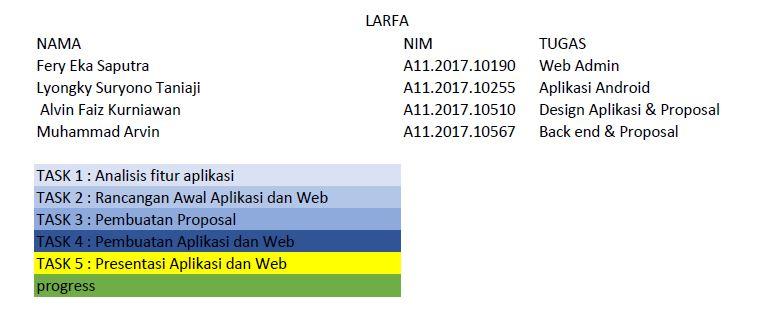 LARFA
NAMA NIM TUGAS
Fery Eka Saputra A11.2017.10190 Web Admin
Lyongky Suryono Taniaji A11.2017.10255 Aplikasi Android
Alvin Faiz Kurniawan A11.2017.10510 Design Aplikasi & Proposal
Muhammad Arvin A11.2017.10567 Back end & Proposal
TASK 1 : Analisis fitur aplikasi
TASK 2 : Rancangan Awal Aplikasi dan Web
TASK 3 : Pembuatan Proposal
TASK 4 : Pembuatan Aplikasi dan Web
TASK 5 : Presentasi Aplikasi dan Web
progress